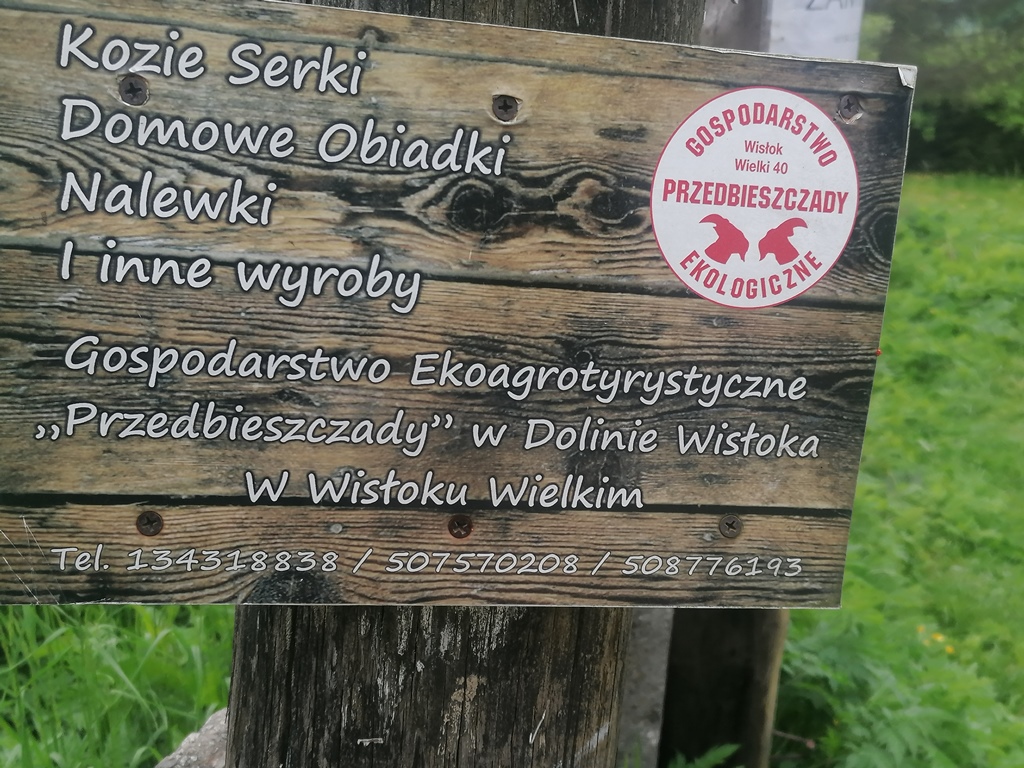 Kozie Serki
Domowe Obiadki
Nalewki
I inne wyroby
GOSPODARSTWO
Wisłok
Wielki 40
PRZEDBIESZCZADY
EKOLOGICZNE
Gospodarstwo Ekoagrotyrystyczne
„Przedbieszczady” w Dolinie Wisłoka
W Wisłoku Wielkim
Tel. 134318838 / 507570208 / 508776193